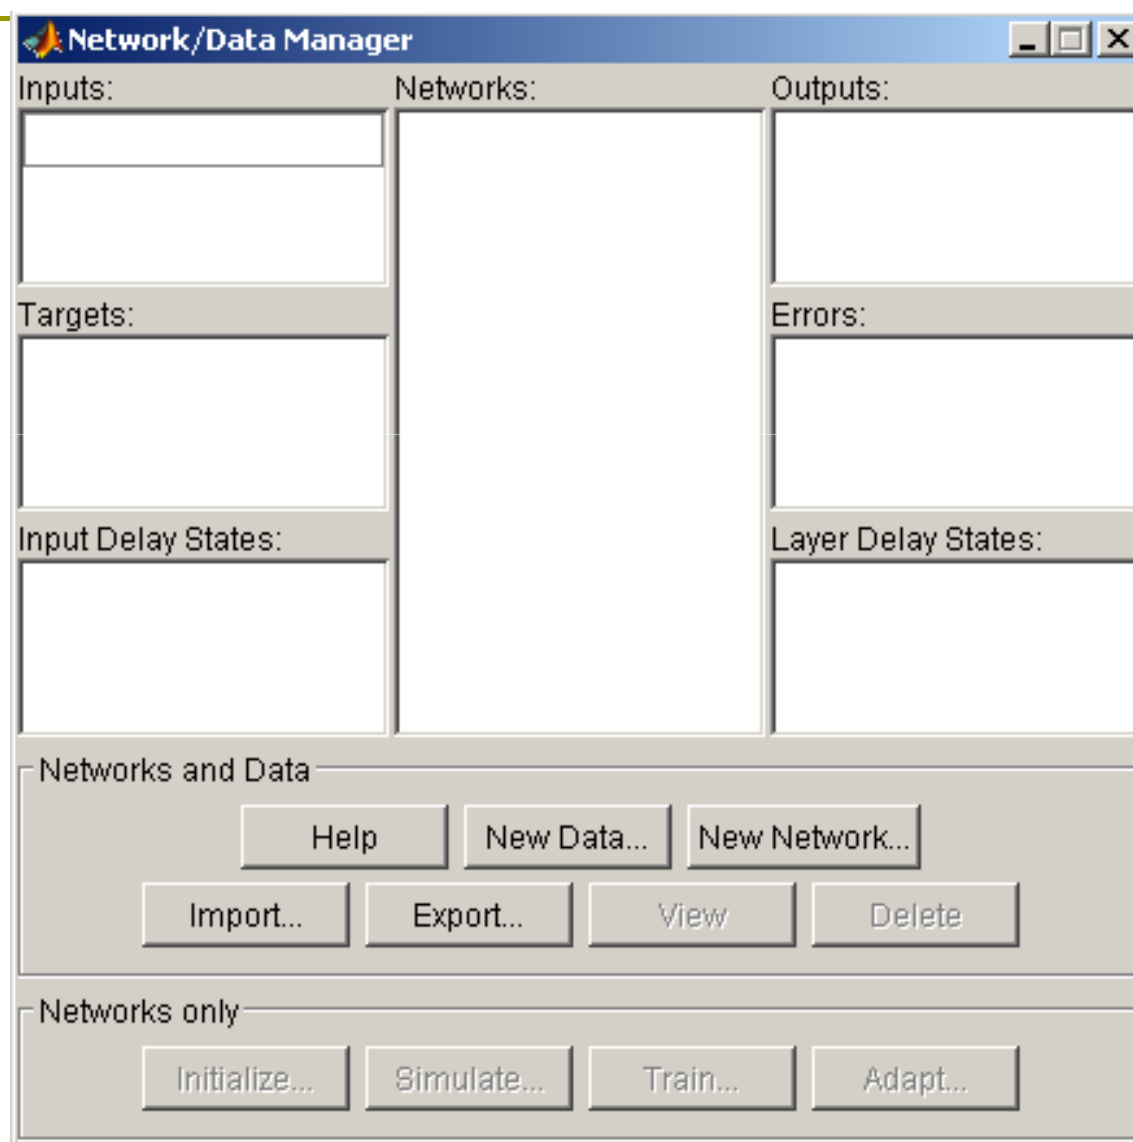 Network/Data Manager
Inputs:
Networks:
Outputs:
Targets:
Errors:
Input Delay States:
Layer Delay States:
Networks and Data
Help
New Data...
New Network...
Import...
Export...
View
Delete
Networks only
Initialize...
Simulate...
Train...
Adapt...